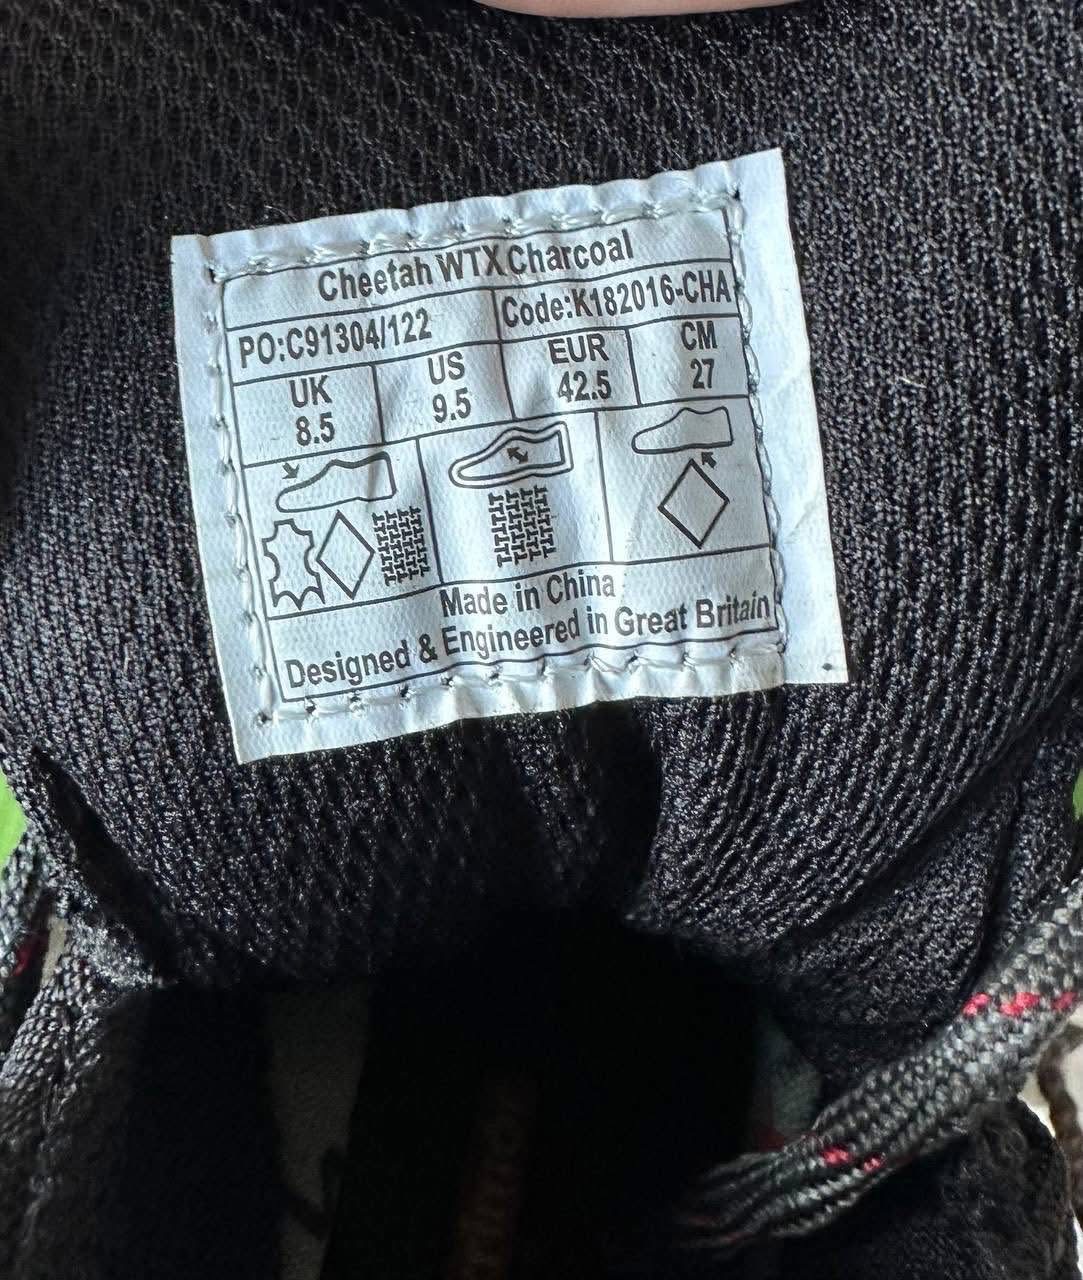 Cheetah WTX Charcoal
PO:C91304/122 Code:K182016-CHA
UK US EUR CM
8.5 9.5 42.5 27
Made in China
Designed & Engineered in Great Britain